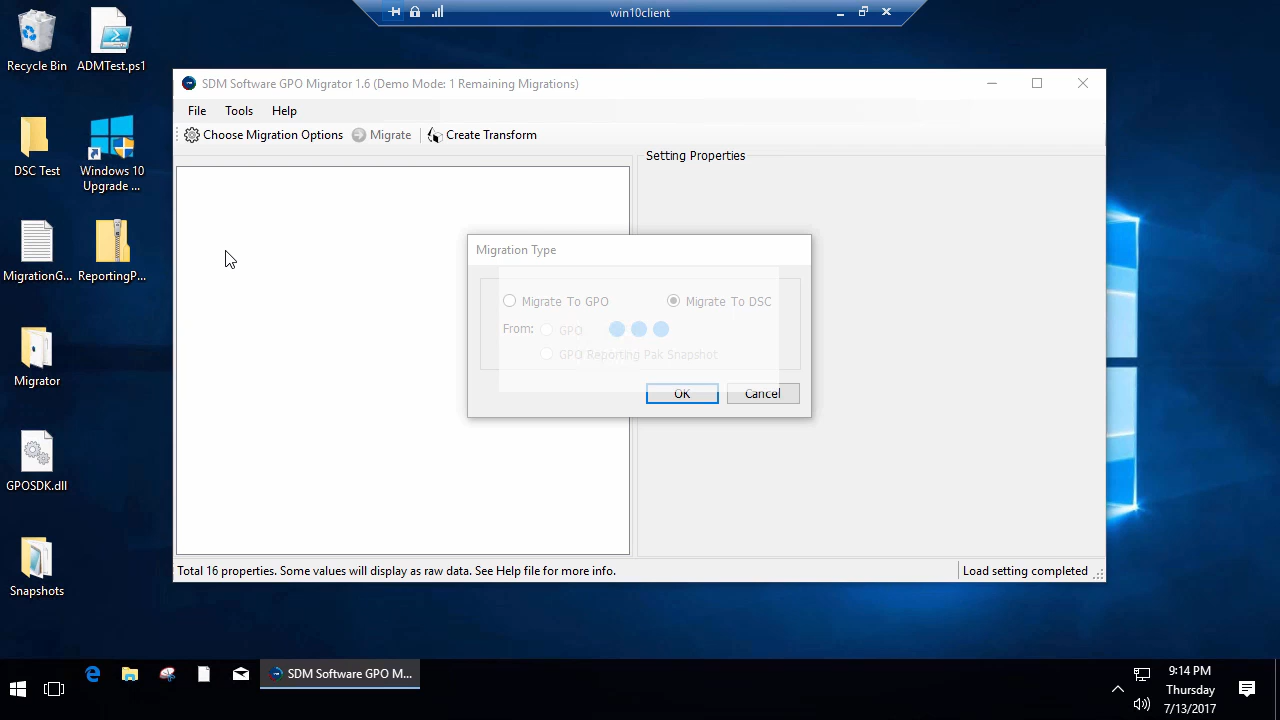 win10client
Recycle Bin
ADMTest.ps1
SDM Software GPO Migrator 1.6 (Demo Mode: 1 Remaining Migrations)
File Tools Help
Choose Migration Options Migrate Create Transform
Setting Properties
DSC Test
Windows 10
Upgrade ...
MigrationG...
ReportingP...
Migration Type
Migrate To GPO Migrate To DSC
From: GPO
GPO Reporting Pak Snapshot
OK Cancel
Migrator
GPOSDK.dll
Snapshots
Total 16 properties. Some values will display as raw data. See Help file for more info.
Load setting completed
SDM Software GPO M...
9:14 PM
Thursday
7/13/2017